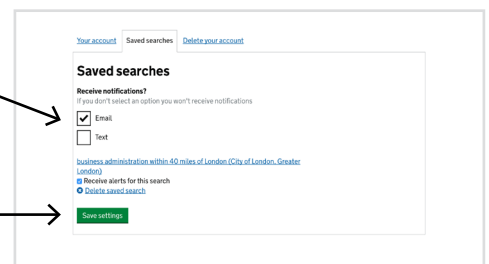 Your account Saved searches Delete your account
Saved searches
Receive notifications?
If you don't select an option you won"t receive notifications
Email
Text
business administration within 40 miles of London (City of London, Greater
London)
Receive alerts for this search
Delete saved search
Save settings